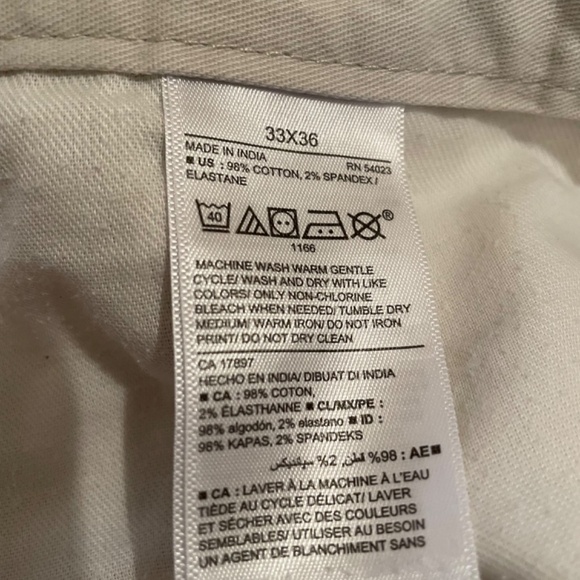 33X36
MADE IN INDIA RN 54023
■ US : 98% COTTON, 2% SPANDEX /
ELASTANE
40
®
1166
MACHINE WASH WARM GENTLE
CYCLE/ WASH AND DRY WITH LIKE
COLORS/ ONLY NON-CHLORINE
BLEACH WHEN NEEDED/ TUMBLE DRY
MEDIUM/ WARM IRON/ DO NOT IRON
PRINT/ DO NOT DRY CLEAN
CA 17897
HECHO EN INDIA/ DIBUAT DI INDIA
■ CA : 98% COTON,
2% ÉLASTHANNE ■ CL/MX/PE :
98% algodón, 2% elastano ■ ID :
98% KAPAS, 2% SPANDEKS
■AE : 98% قطن, 2% سباندكس
■ CA : LAVER À LA MACHINE À L'EAU
TIÈDE AU CYCLE DÉLICAT/ LAVER
ET SÉCHER AVEC DES COULEURS
SEMBLABLES/ UTILISER AU BESOIN
UN AGENT DE BLANCHIMENT SANS